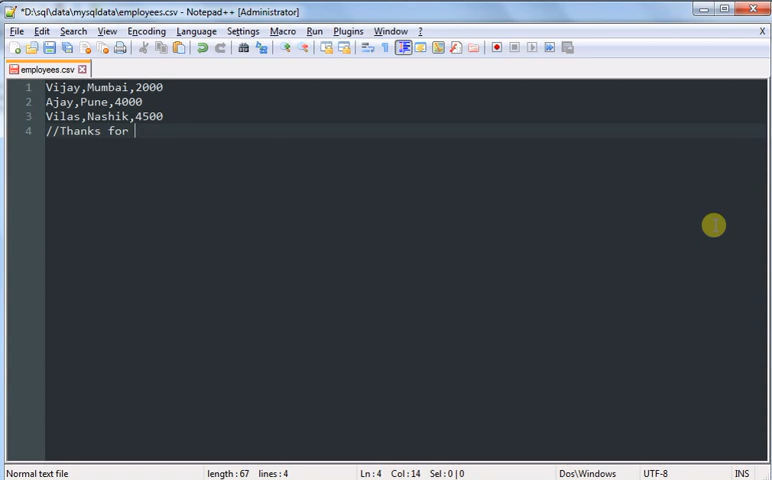 *D:\sql\data\mysqldata\employees.csv - Notepad++ [Administrator]
File Edit Search View Encoding Language Settings Macro Run Plugins Window ? X
employees.csv
1 Vijay,Mumbai,2000
2 Ajay,Pune,4000
3 Vilas,Nashik,4500
4 //Thanks for
Normal text file length : 67 lines : 4 Ln : 4 Col : 14 Sel : 0 | 0 Dos\Windows UTF-8 INS